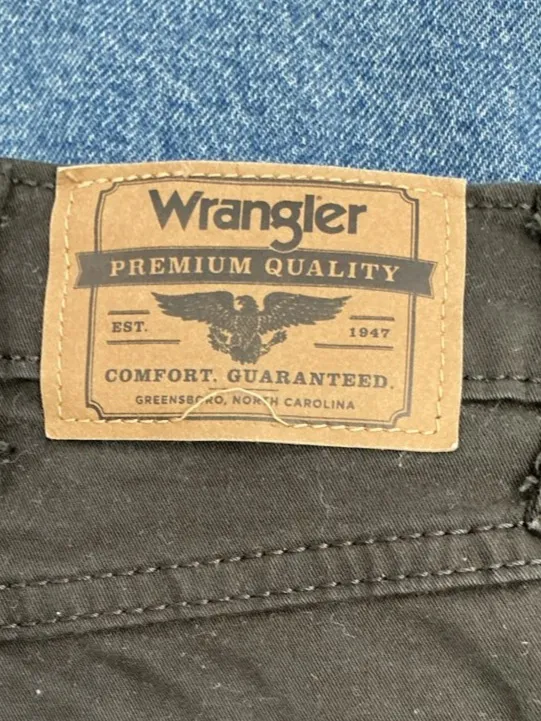 Wrangler
PREMIUM QUALITY
EST. 1947
COMFORT. GUARANTEED.
GREENSBORO, NORTH CAROLINA